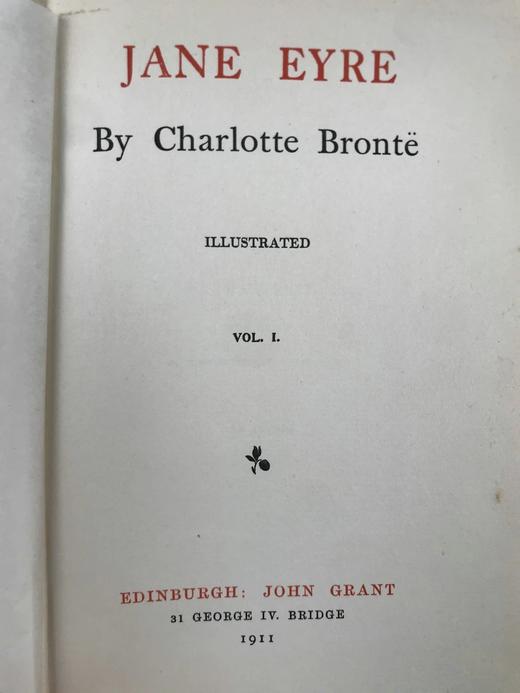 JANE EYRE
By Charlotte Brontë
ILLUSTRATED
VOL. I.
EDINBURGH: JOHN GRANT
31 GEORGE IV. BRIDGE
1911